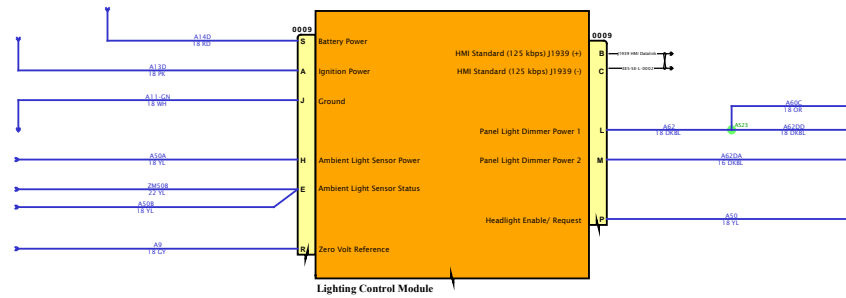 A14D
18 RD
0009
S Battery Power
A13D
18 PK
A Ignition Power
A11-GN
18 WH
J Ground
A50A
18 YL
H Ambient Light Sensor Power
ZM50B
22 YL
E Ambient Light Sensor Status
A50B
18 YL
A9
18 GY
R Zero Volt Reference
0009
HMI Standard (125 kbps) J1939 (+) B J1939 HMI Datalink
HMI Standard (125 kbps) J1939 (-) C
A60C
18 OR
AS23
Panel Light Dimmer Power 1 L
A62
18 DKBL
A62DD
18 DKBL
Panel Light Dimmer Power 2 M
A62DA
16 DKBL
Headlight Enable/ Request P
A50
18 YL
Lighting Control Module